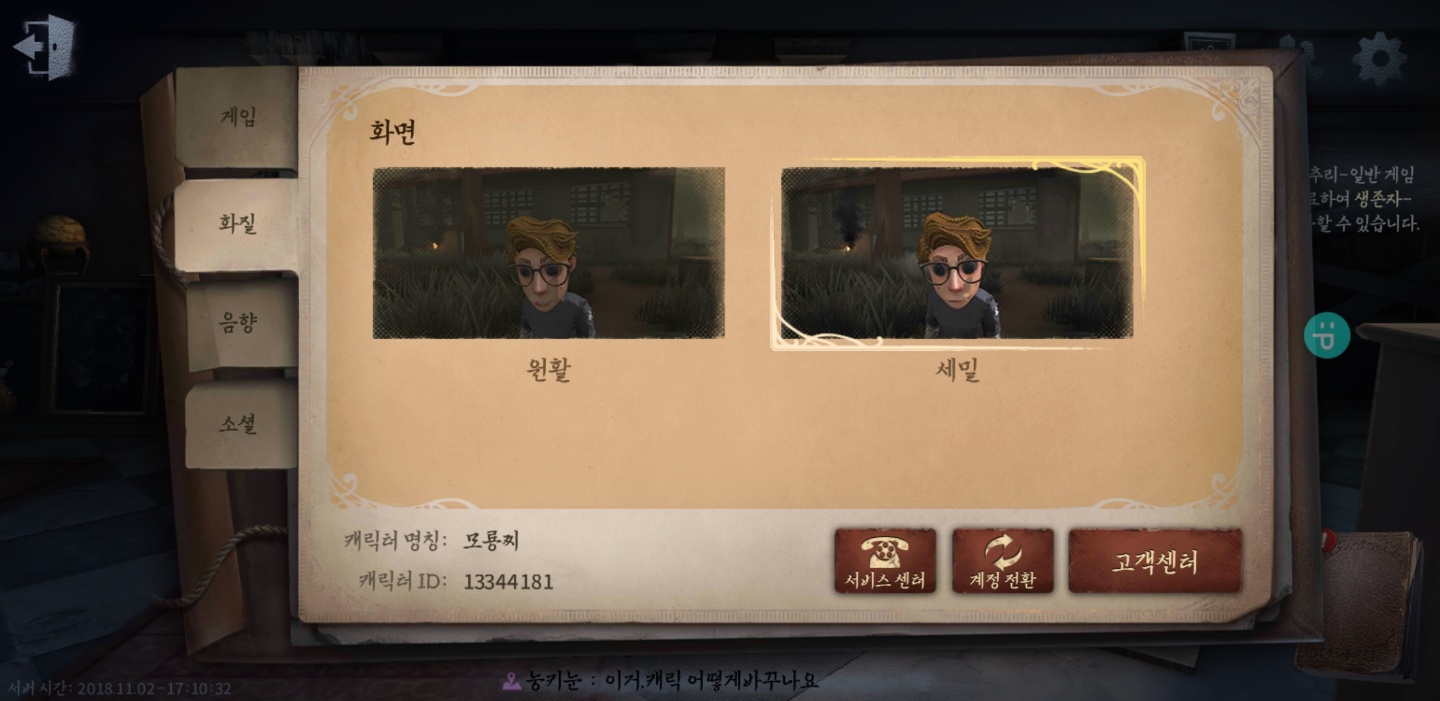 게임
화질
음향
소셜
화면
원활
세밀
추리-일반 게임
하여 생존자-
할 수 있습니다.
캐릭터 명칭: 모룡찌
캐릭터 ID: 13344181
서비스 센터
계정 전환
고객센터
눙키눈 : 이거.캐릭 어떻게바꾸나요
서버 시간: 2018.11.02-17:10:32